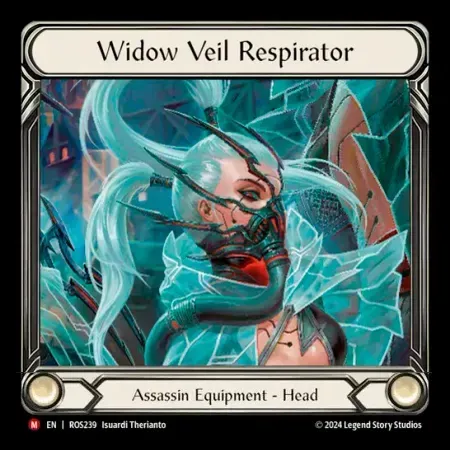 Widow Veil Respirator
Assassin Equipment - Head
M EN | ROS239 Isuardi Therianto © 2024 Legend Story Studios